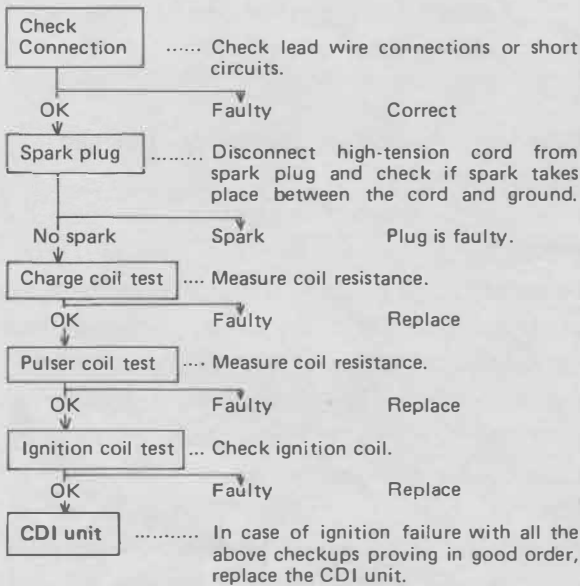 Check
Connection ...... Check lead wire connections or short
circuits.
OK Faulty Correct
Spark plug ......... Disconnect high-tension cord from
spark plug and check if spark takes
place between the cord and ground.
No spark Spark Plug is faulty.
Charge coil test .... Measure coil resistance.
OK Faulty Replace
Pulser coil test .... Measure coil resistance.
OK Faulty Replace
Ignition coil test ... Check ignition coil.
OK Faulty Replace
CDI unit ........... In case of ignition failure with all the
above checkups proving in good order,
replace the CDI unit.